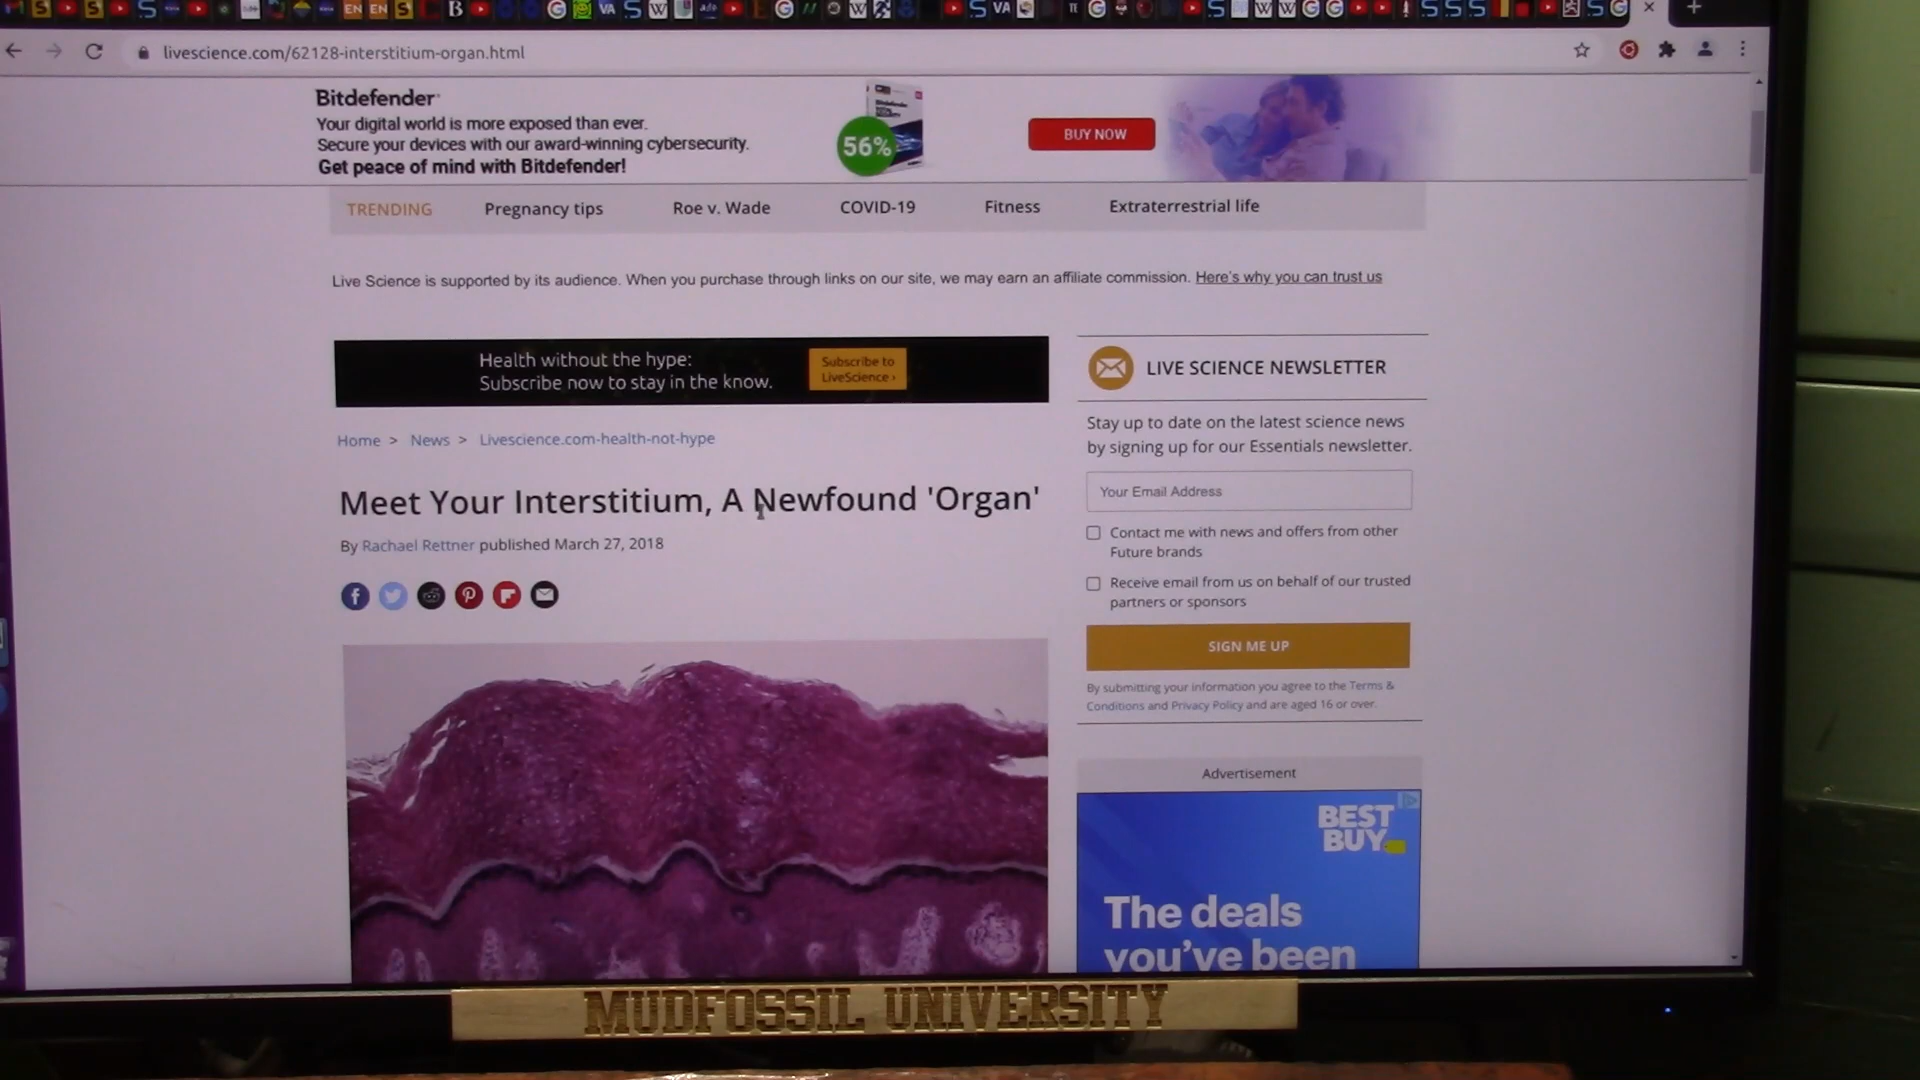 EN EN
livescience.com/62128-interstitium-organ.html
Bitdefender
Your digital world is more exposed than ever.
Secure your devices with our award-winning cybersecurity.
Get peace of mind with Bitdefender!
56%
BUY NOW
TRENDING Pregnancy tips Roe v. Wade COVID-19 Fitness Extraterrestrial life
Live Science is supported by its audience. When you purchase through links on our site, we may earn an affiliate commission. Here's why you can trust us
Health without the hype:
Subscribe now to stay in the know.
Subscribe to
LiveScience ›
Home > News > Livescience.com-health-not-hype
Meet Your Interstitium, A Newfound 'Organ'
By Rachael Rettner published March 27, 2018
LIVE SCIENCE NEWSLETTER
Stay up to date on the latest science news
by signing up for our Essentials newsletter.
Your Email Address
Contact me with news and offers from other
Future brands
Receive email from us on behalf of our trusted
partners or sponsors
SIGN ME UP
By submitting your information you agree to the Terms &
Conditions and Privacy Policy and are aged 16 or over.
Advertisement
BEST
BUY
The deals
you've been
MUDFOSSIL UNIVERSITY